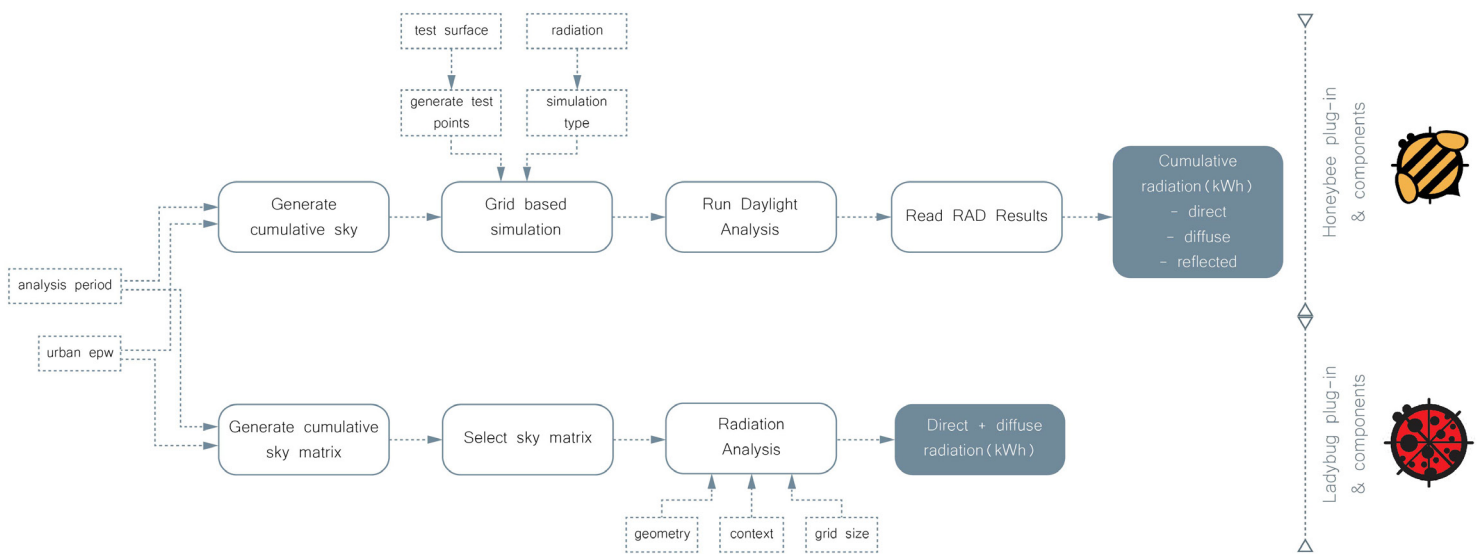 test surface
radiation
generate test
points
simulation
type
Generate
cumulative sky
Grid based
simulation
Run Daylight
Analysis
Read RAD Results
Cumulative
radiation(kWh)
- direct
- diffuse
- reflected
Honeybee plug-in
& components
analysis period
urban epw
Generate cumulative
sky matrix
Select sky matrix
Radiation
Analysis
Direct + diffuse
radiation(kWh)
geometry
context
grid size
Ladybug plug-in
& components